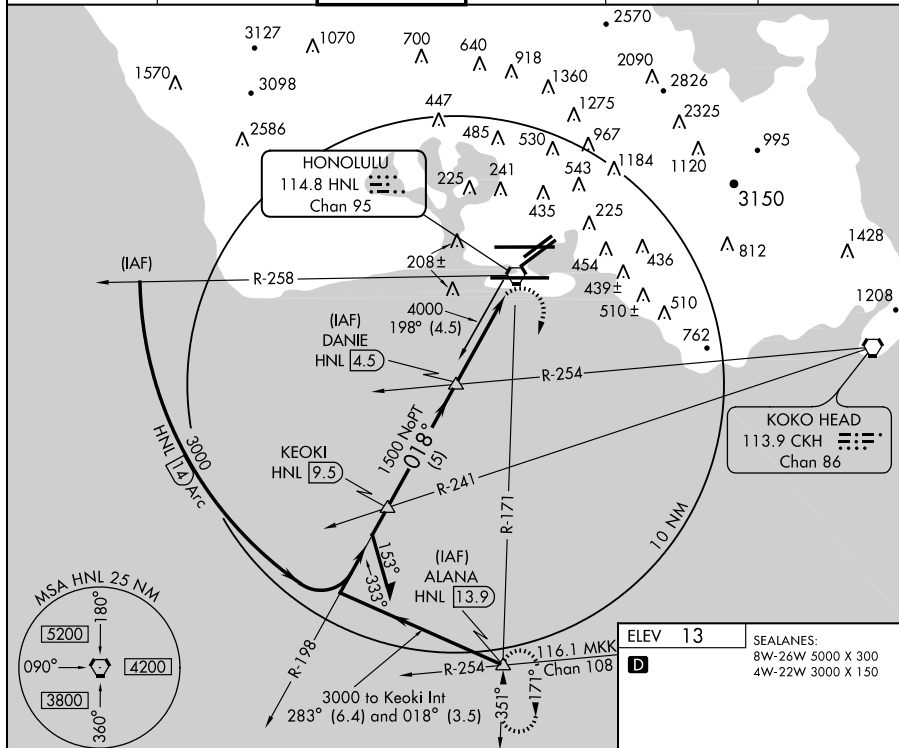 2570
3127
1070
700
640
918
1570
3098
1360
2090
2826
1275
2325
447
2586
485
530
967
995
1120
HONOLULU
114.8 HNL
Chan 95
225
241
435
543
1184
3150
225
208±
454
436
439±
510±
510
812
1428
1208
762
(IAF)
R-258
4000
198° (4.5)
(IAF)
DANIE
HNL 4.5
R-254
KOKO HEAD
113.9 CKH
Chan 86
1500 NoPT
018°
(5)
KEOKI
HNL 9.5
R-241
R-171
3000
HNL 14 Arc
10 NM
153°
333°
(IAF)
ALANA
HNL 13.9
MSA HNL 25 NM
180°
5200
090°
4200
3800
360°
R-198
R-254
116.1 MKK
Chan 108
3000 to Keoki Int
283° (6.4) and 018° (3.5)
351°
171°
ELEV 13
D
SEALANES:
8W-26W 5000 X 300
4W-22W 3000 X 150